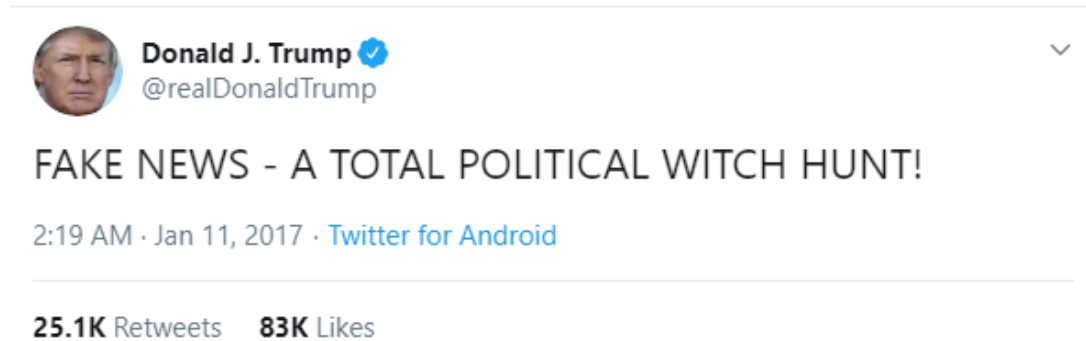 Donald J. Trump
@realDonaldTrump
FAKE NEWS - A TOTAL POLITICAL WITCH HUNT!
2:19 AM · Jan 11, 2017 · Twitter for Android
25.1K Retweets 83K Likes